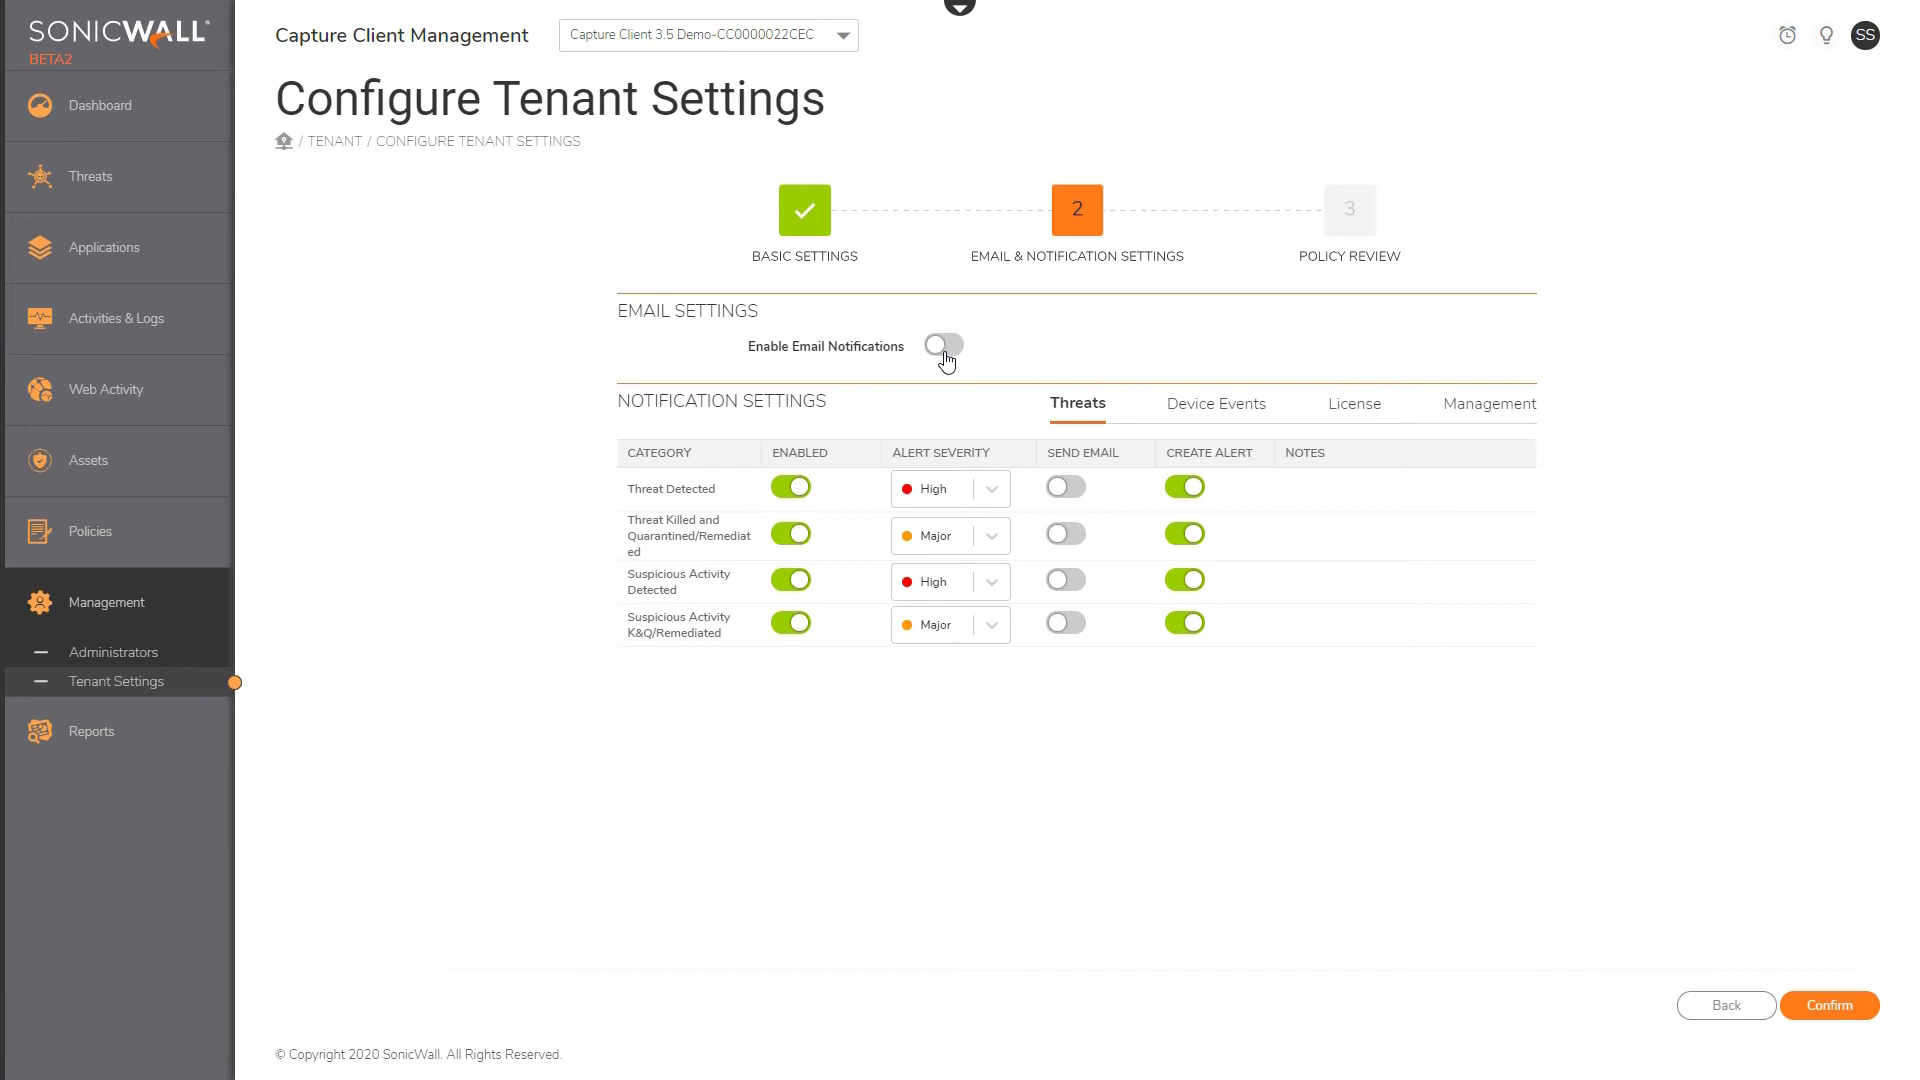 SONICWALL
BETA2
Dashboard
Threats
Applications
Activities & Logs
Web Activity
Assets
Policies
Management
Administrators
Tenant Settings
Reports
Capture Client Management
Capture Client 3.5 Demo-CC0000022CEC
SS
Configure Tenant Settings
/ TENANT / CONFIGURE TENANT SETTINGS
2
3
BASIC SETTINGS
EMAIL & NOTIFICATION SETTINGS
POLICY REVIEW
EMAIL SETTINGS
Enable Email Notifications
NOTIFICATION SETTINGS
Threats
Device Events
License
Management
CATEGORY
ENABLED
ALERT SEVERITY
SEND EMAIL
CREATE ALERT
NOTES
Threat Detected
High
Threat Killed and
Quarantined/Remediat
ed
Major
Suspicious Activity
Detected
High
Suspicious Activity
K&Q/Remediated
Major
Back
Confirm
© Copyright 2020 SonicWall. All Rights Reserved.